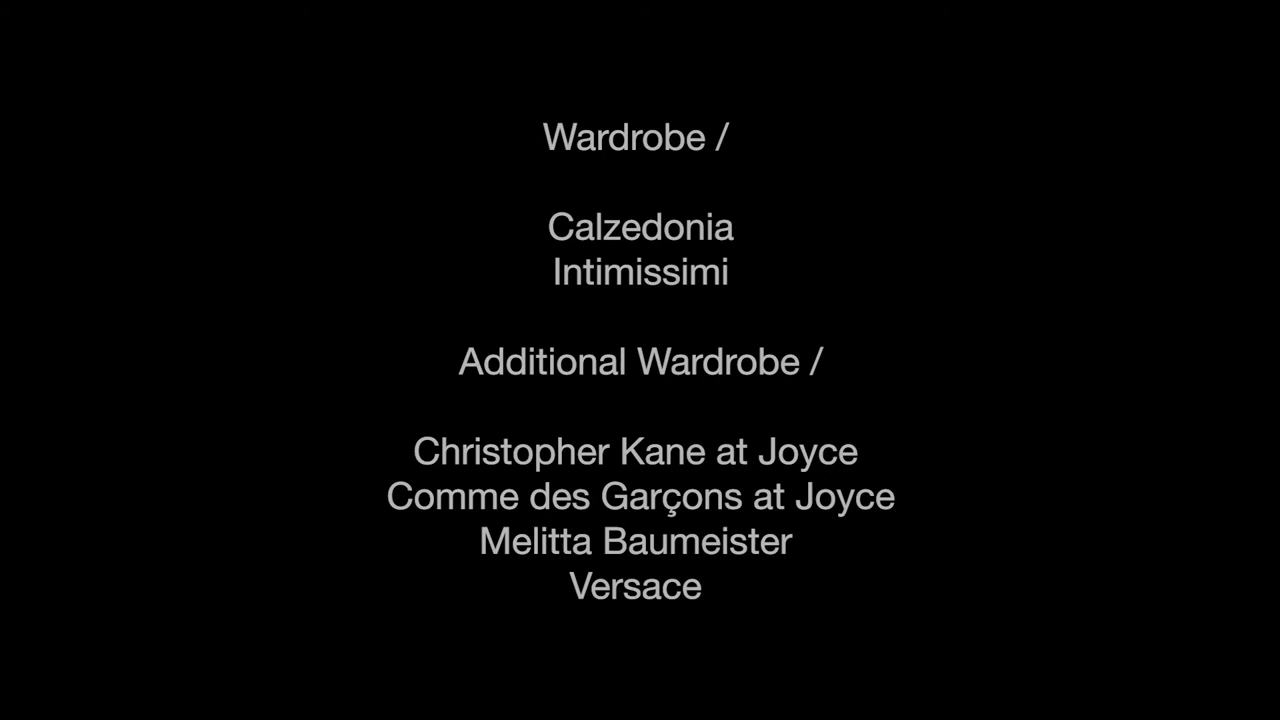 Wardrobe /
Calzedonia
Intimissimi
Additional Wardrobe /
Christopher Kane at Joyce
Comme des Garçons at Joyce
Melitta Baumeister
Versace